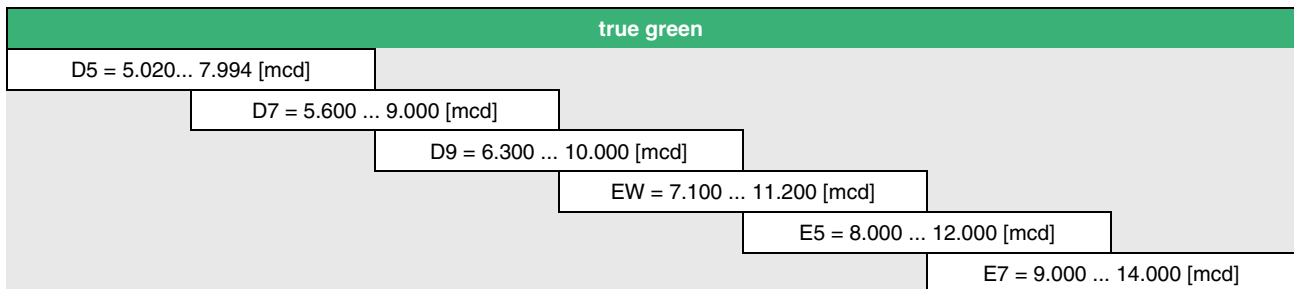 true green
D5 = 5.020... 7.994 [mcd]
D7 = 5.600 ... 9.000 [mcd]
D9 = 6.300 ... 10.000 [mcd]
EW = 7.100 ... 11.200 [mcd]
E5 = 8.000 ... 12.000 [mcd]
E7 = 9.000 ... 14.000 [mcd]